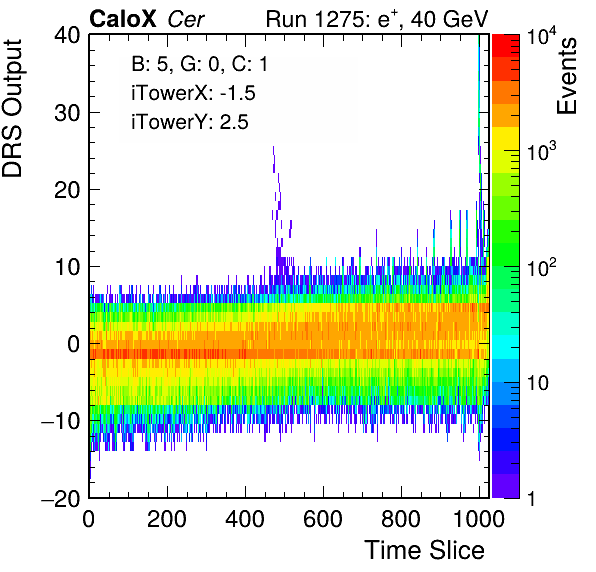 CaloX Cer
Run 1275: e+, 40 GeV
B: 5, G: 0, C: 1
iTowerX: -1.5
iTowerY: 2.5
DRS Output
40
30
20
10
0
−10
−20
0
200
400
600
800
1000
Time Slice
Events
10^4
10^3
10^2
10
1